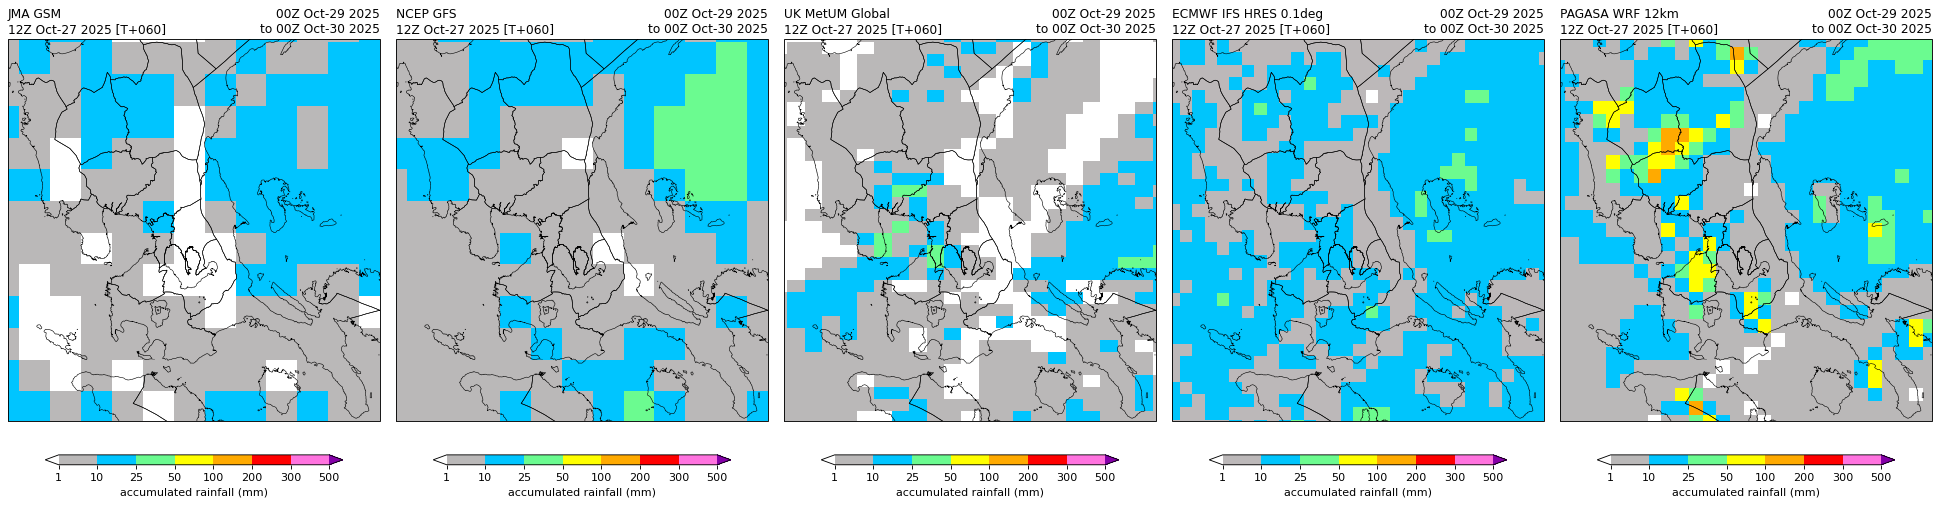 JMA GSM 00Z Oct-29 2025
12Z Oct-27 2025 [T+060] to 00Z Oct-30 2025
NCEP GFS 00Z Oct-29 2025
12Z Oct-27 2025 [T+060] to 00Z Oct-30 2025
UK MetUM Global 00Z Oct-29 2025
12Z Oct-27 2025 [T+060] to 00Z Oct-30 2025
ECMWF IFS HRES 0.1deg 00Z Oct-29 2025
12Z Oct-27 2025 [T+060] to 00Z Oct-30 2025
PAGASA WRF 12km 00Z Oct-29 2025
12Z Oct-27 2025 [T+060] to 00Z Oct-30 2025
1 10 25 50 100 200 300 500
accumulated rainfall (mm)
1 10 25 50 100 200 300 500
accumulated rainfall (mm)
1 10 25 50 100 200 300 500
accumulated rainfall (mm)
1 10 25 50 100 200 300 500
accumulated rainfall (mm)
1 10 25 50 100 200 300 500
accumulated rainfall (mm)